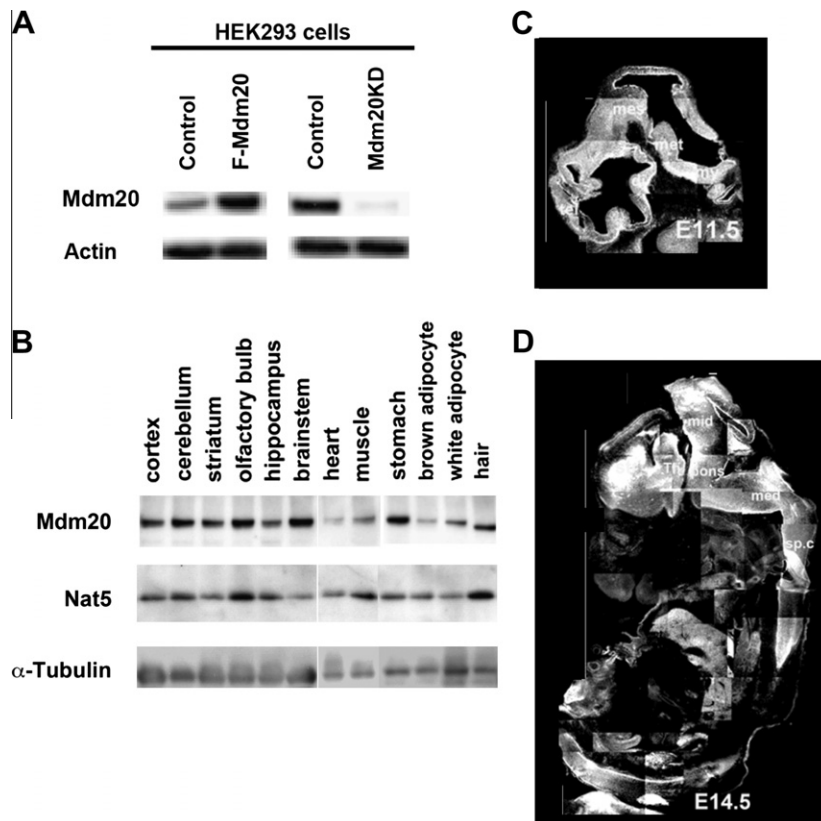 A
HEK293 cells
Control
F-Mdm20
Control
Mdm20KD
Mdm20
Actin
B
cortex
cerebellum
striatum
olfactory bulb
hippocampus
brainstem
heart
muscle
stomach
brown adipocyte
white adipocyte
hair
Mdm20
Nat5
α-Tubulin
C
mes
met
my
E11.5
D
mid
pons
med
sp.c
E14.5